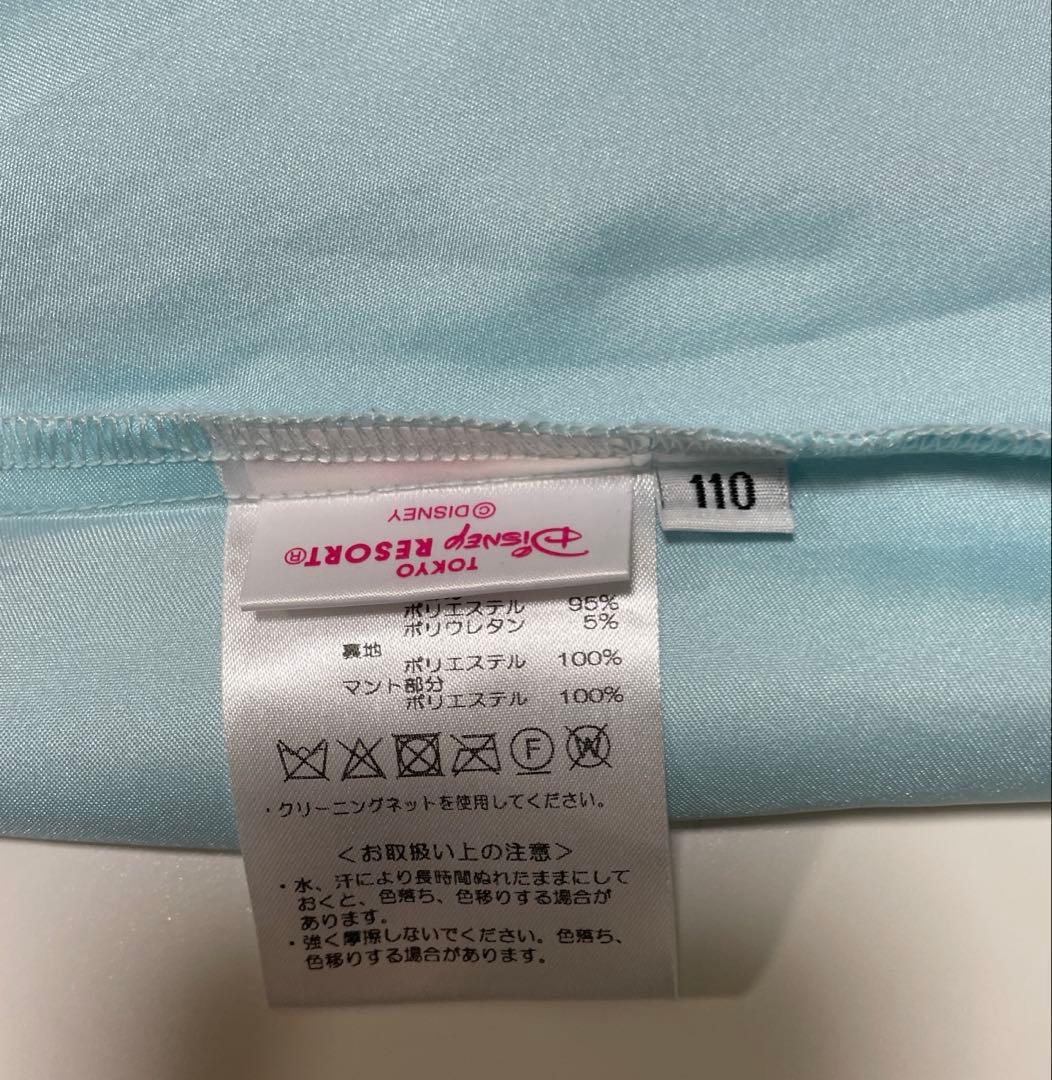 110
TOKYO
DISNEY RESORT®
©DISNEY
ポリエステル 95%
ポリウレタン 5%
裏地
ポリエステル 100%
マント部分
ポリエステル 100%
F
W
・クリーニングネットを使用してください。
＜お取扱い上の注意＞
・水、汗により長時間ぬれたままにして
おくと、色落ち、色移りする場合が
あります。
・強く摩擦しないでください。色落ち、
色移りする場合があります。